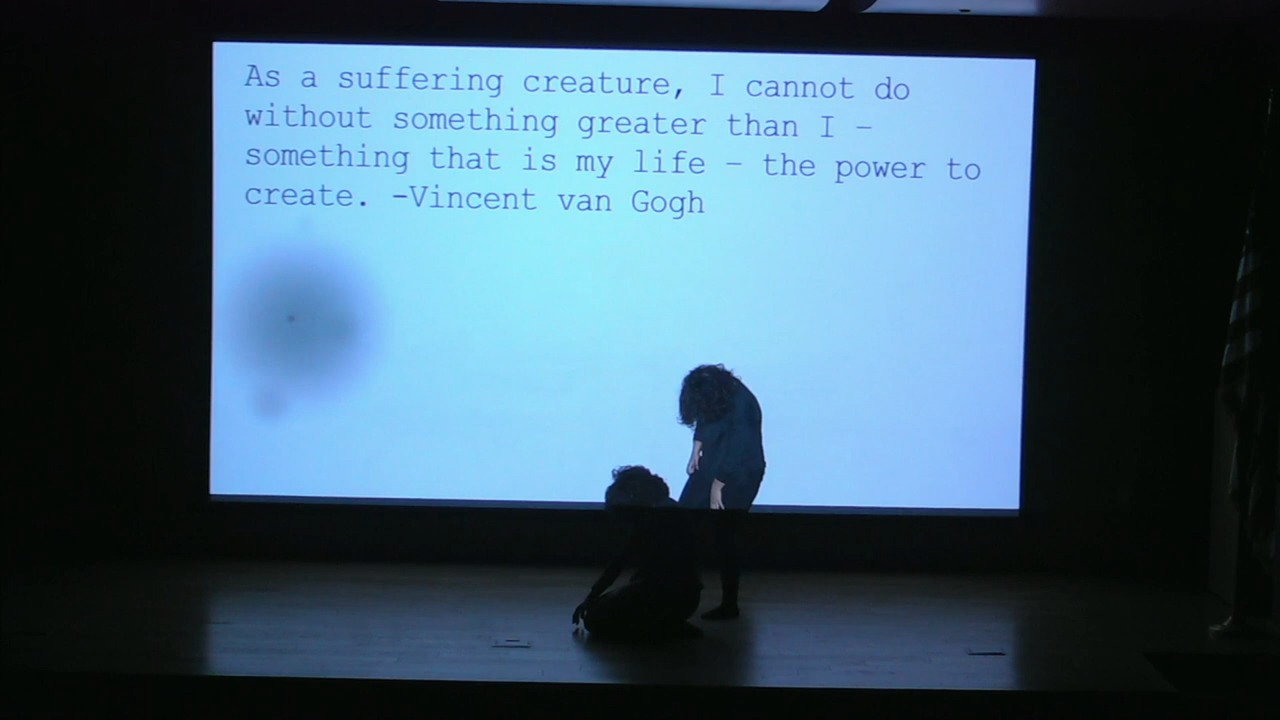 As a suffering creature, I cannot do
without something greater than I –
something that is my life – the power to
create. -Vincent van Gogh